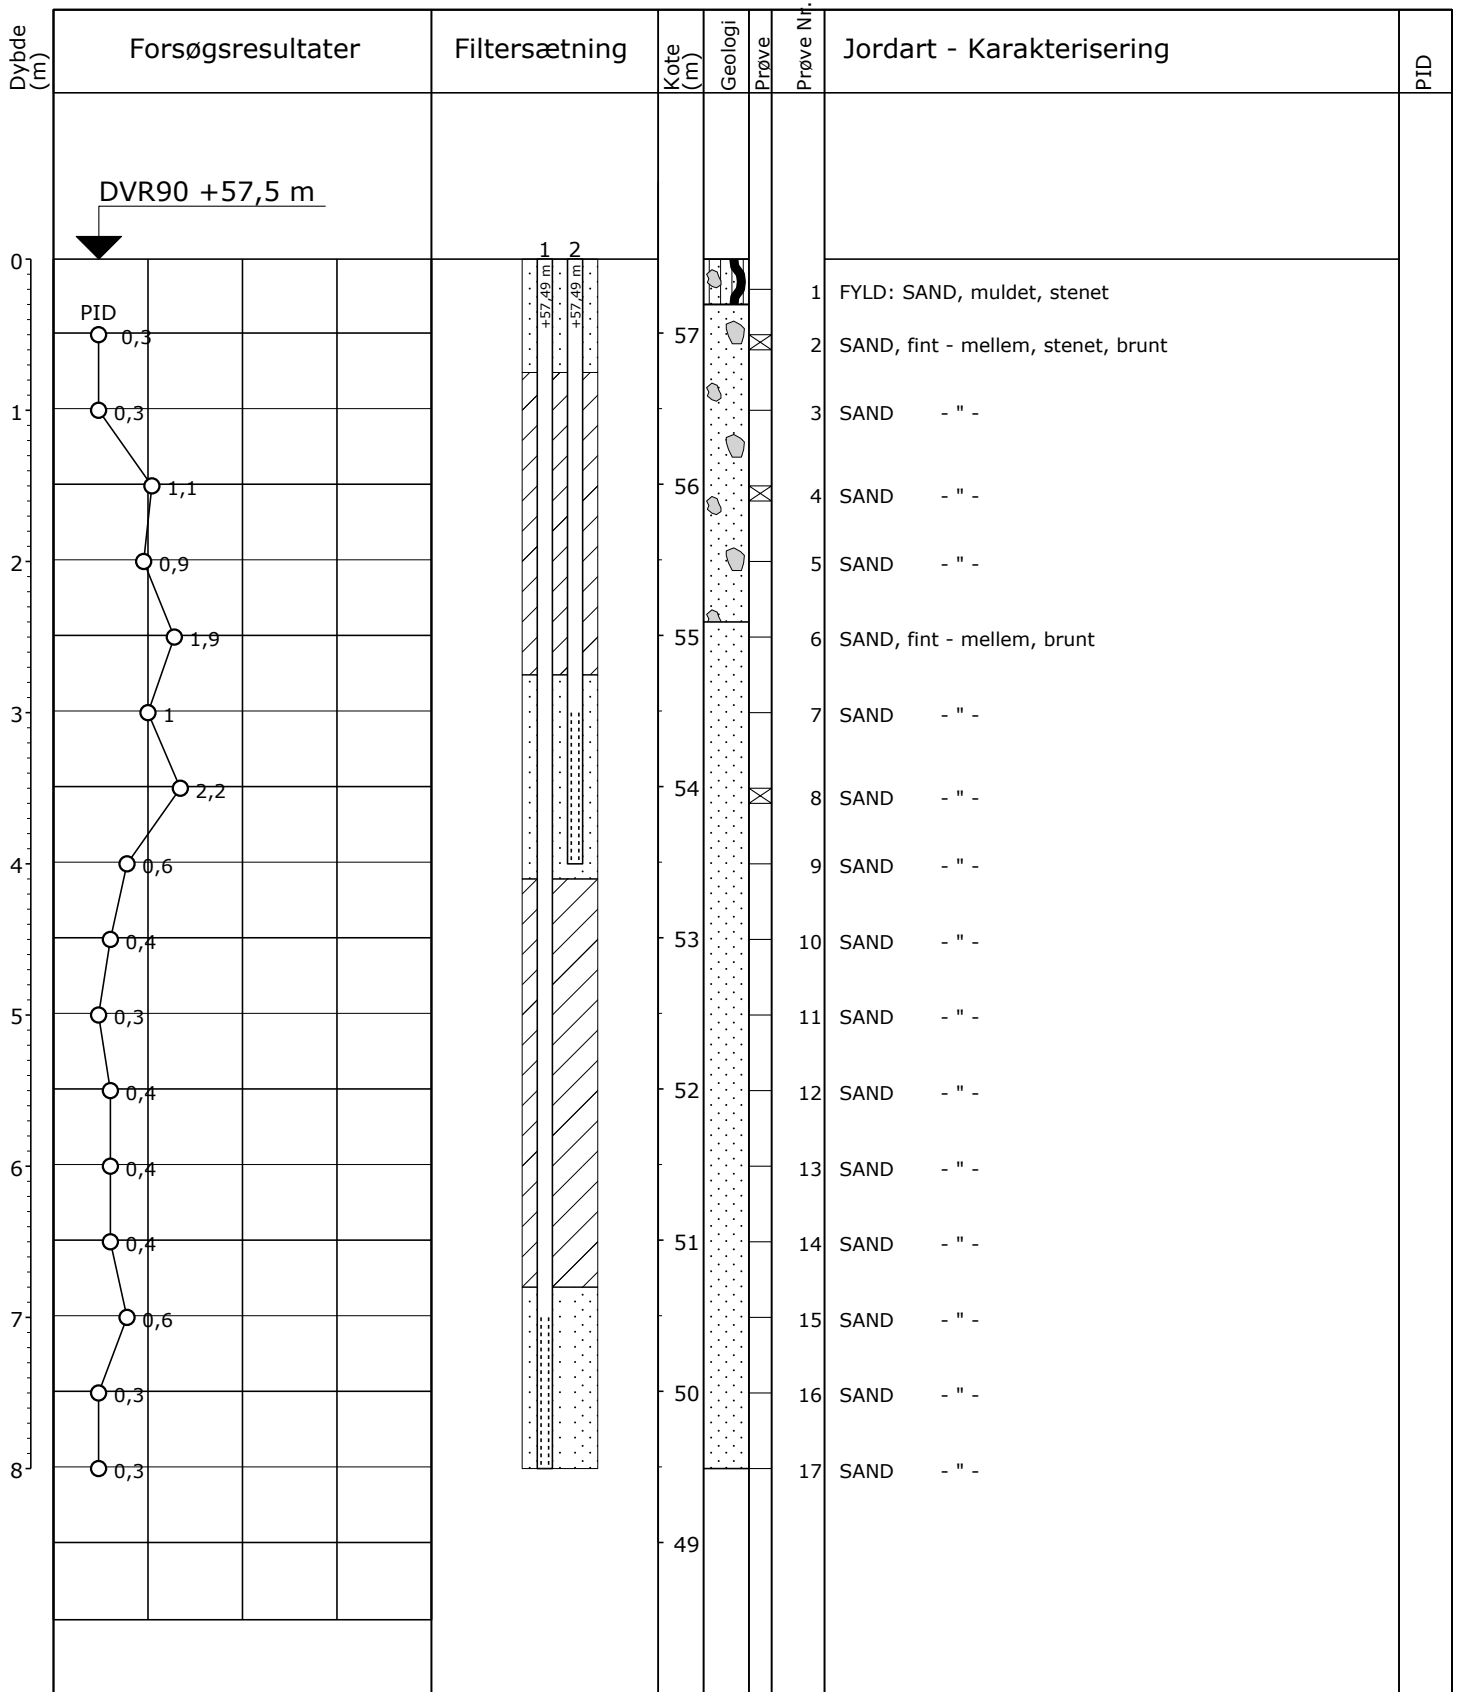 Dybde (m)
Forsøgsresultater
Filtersætning
Kote (m)
Geologi
Prøve
Prøve Nr.
Jordart - Karakterisering
PID
DVR90 +57,5 m
1 2
+57,49 m
+57,49 m
0
1 FYLD: SAND, muldet, stenet
PID
0,3
57
2 SAND, fint - mellem, stenet, brunt
1
0,3
3 SAND - " -
1,1
56
4 SAND - " -
2
0,9
5 SAND - " -
1,9
55
6 SAND, fint - mellem, brunt
3
1
7 SAND - " -
2,2
54
8 SAND - " -
4
0,6
9 SAND - " -
0,4
53
10 SAND - " -
5
0,3
11 SAND - " -
0,4
52
12 SAND - " -
6
0,4
13 SAND - " -
0,4
51
14 SAND - " -
7
0,6
15 SAND - " -
0,3
50
16 SAND - " -
8
0,3
17 SAND - " -
49